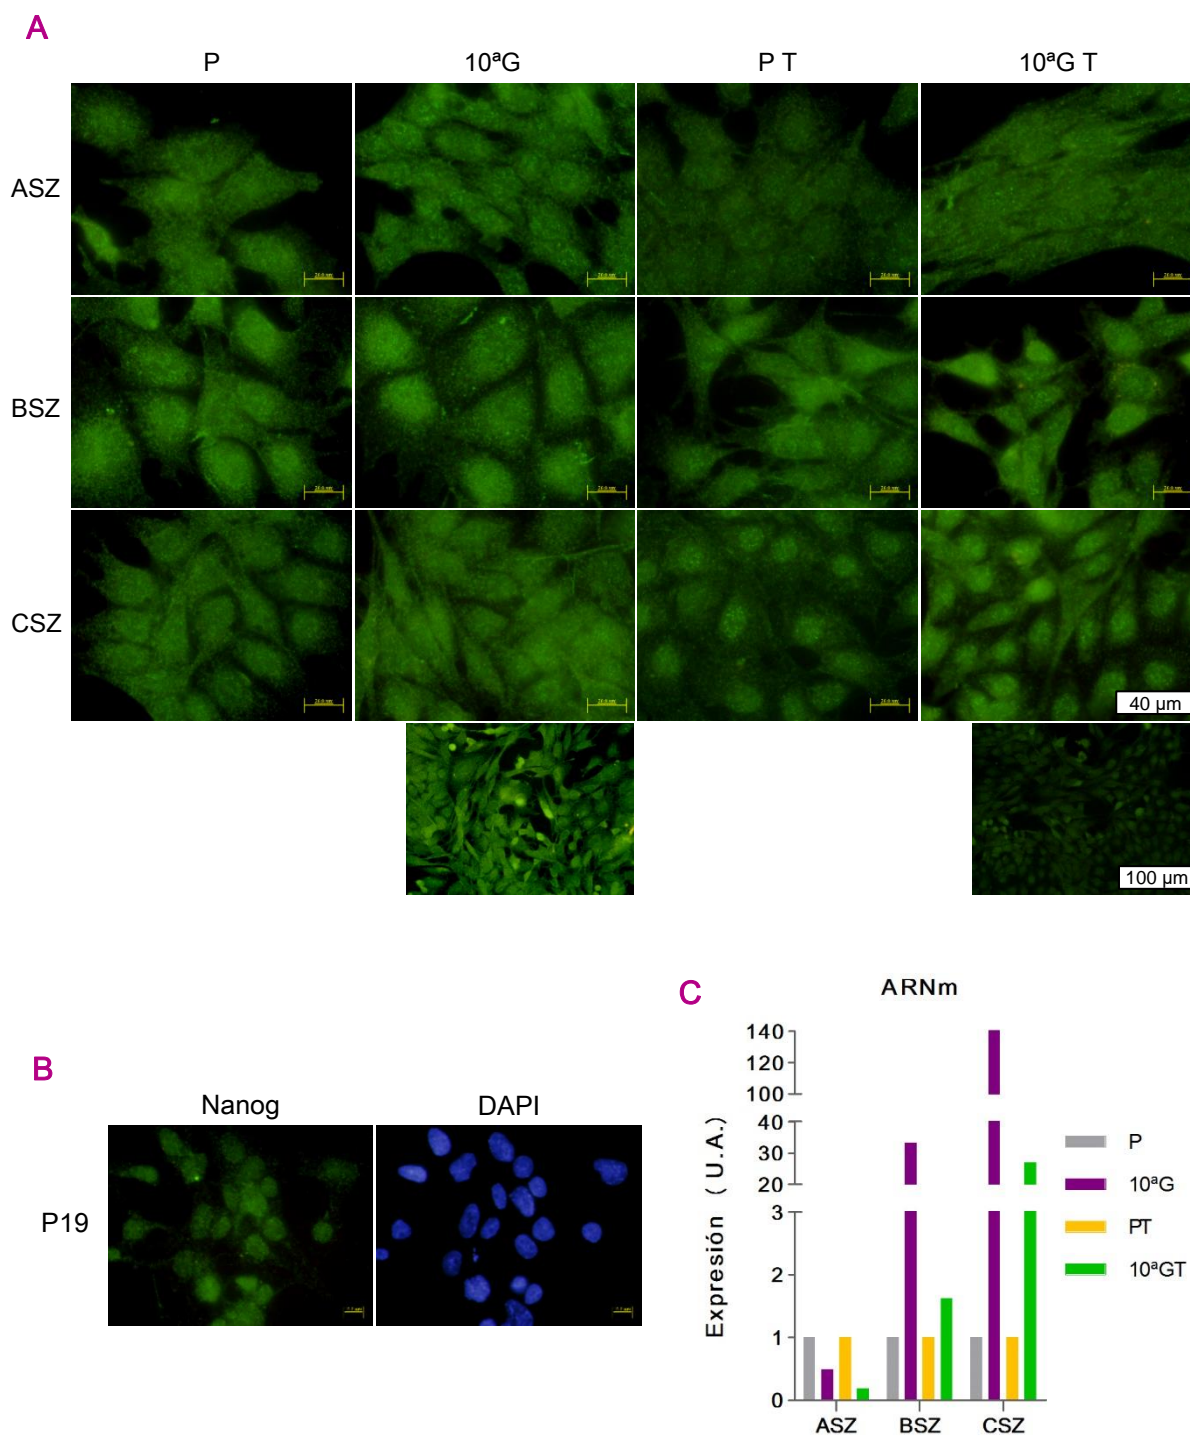 A
P 10ªG P T 10ªG T
ASZ
BSZ
CSZ
40 µm
100 µm
B
Nanog DAPI
P19
C
ARNm
Expresión ( U.A.)
140
120
100
40
30
20
3
2
1
0
ASZ BSZ CSZ
P
10ªG
PT
10ªGT